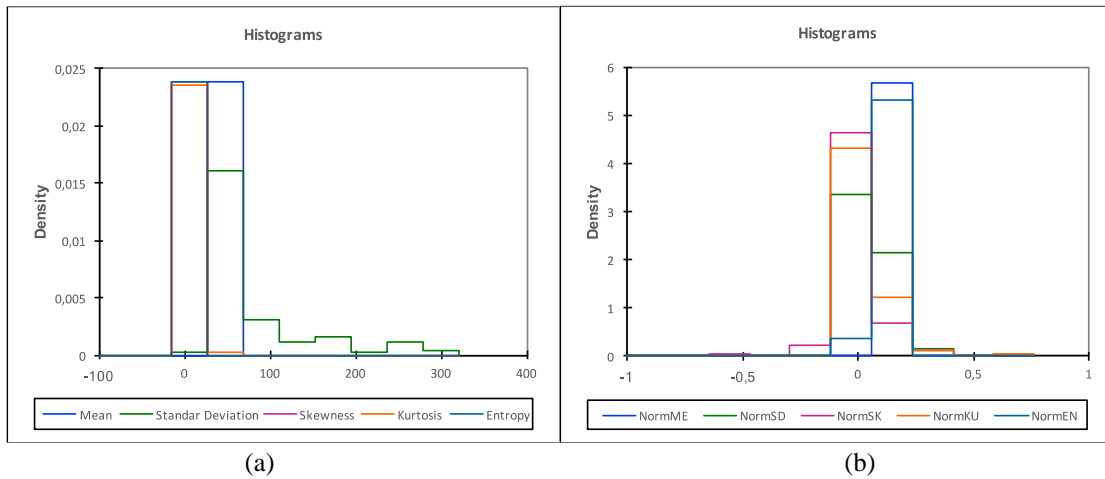 Histograms
0,025
0,02
0,015
0,01
0,005
0
Density
-100
0
100
200
300
400
Mean
Standar Deviation
Skewness
Kurtosis
Entropy
(a)
Histograms
6
5
4
3
2
1
0
Density
-1
-0,5
0
0,5
1
NormME
NormSD
NormSK
NormKU
NormEN
(b)